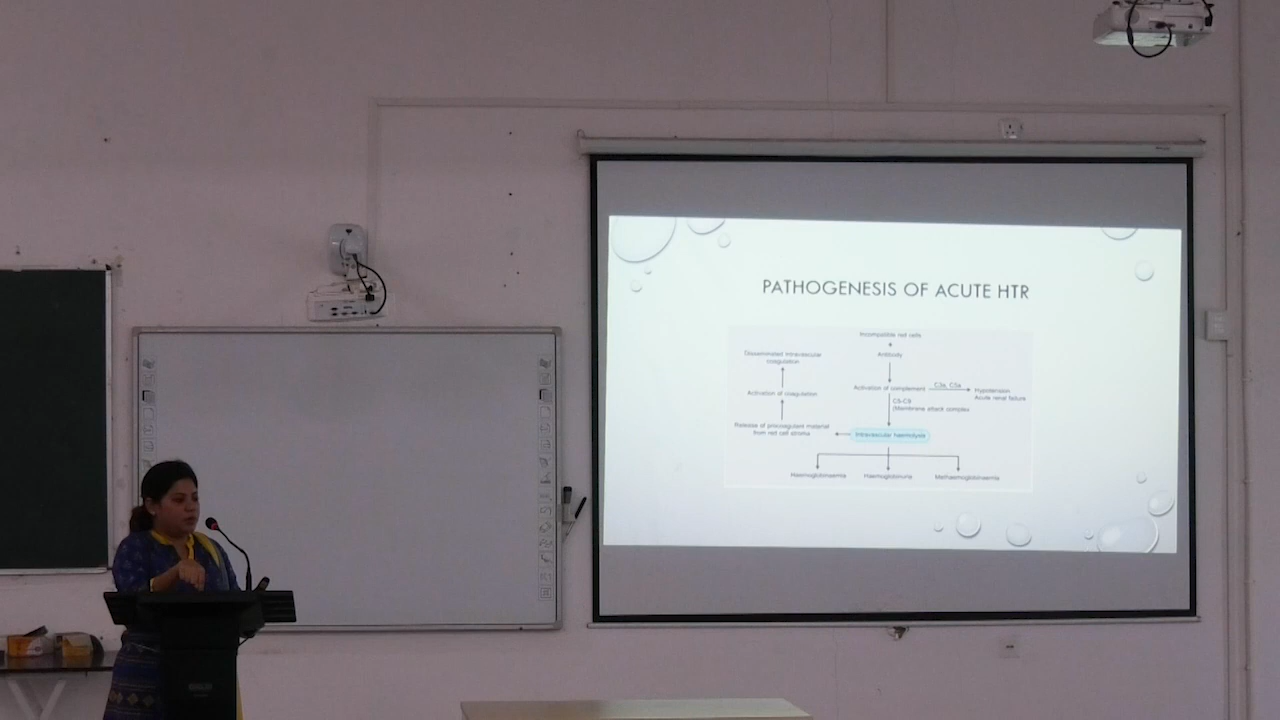 PATHOGENESIS OF ACUTE HTR
Incompatible red cells
+
Antibody
Disseminated intravascular
coagulation
Activation of complement
C3a, C5a
Hypotension
Acute renal failure
Activation of coagulation
C5-C9
(Membrane attack complex
Release of procoagulant material
from red cell stroma
Intravascular haemolysis
Haemoglobinaemia
Haemoglobinuria
Methaemoglobinaemia